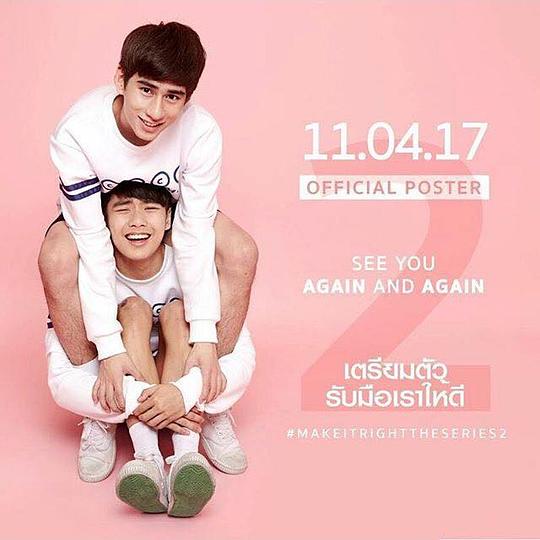 11.04.17
OFFICIAL POSTER
2
SEE YOU
AGAIN AND AGAIN
เตรียมตัว
รับมือเราให้ดี
#MAKEITRIGHTTHESERIES2